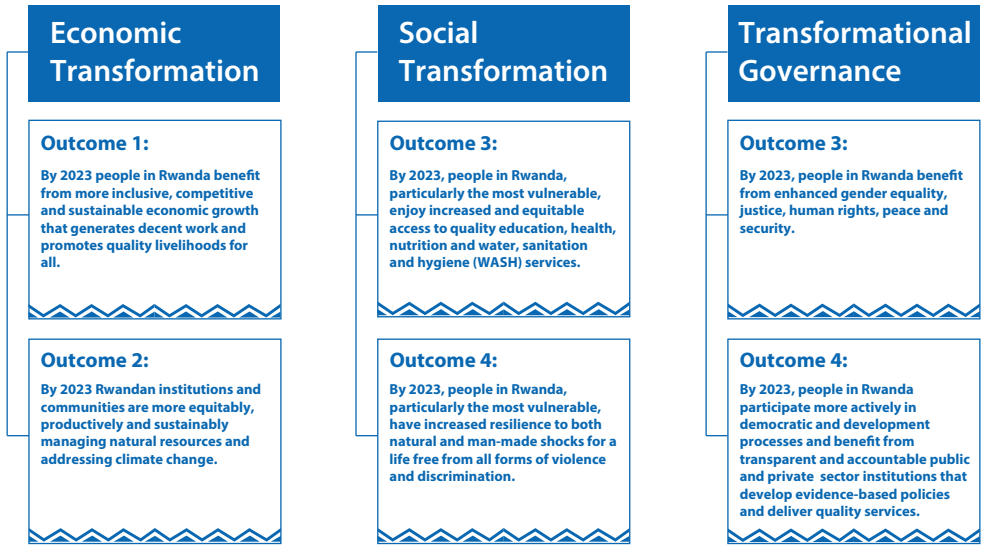 Economic
Transformation
Outcome 1:
By 2023 people in Rwanda benefit
from more inclusive, competitive
and sustainable economic growth
that generates decent work and
promotes quality livelihoods for
all.
Outcome 2:
By 2023 Rwandan institutions and
communities are more equitably,
productively and sustainably
managing natural resources and
addressing climate change.
Social
Transformation
Outcome 3:
By 2023, people in Rwanda,
particularly the most vulnerable,
enjoy increased and equitable
access to quality education, health,
nutrition and water, sanitation
and hygiene (WASH) services.
Outcome 4:
By 2023, people in Rwanda,
particularly the most vulnerable,
have increased resilience to both
natural and man-made shocks for a
life free from all forms of violence
and discrimination.
Transformational
Governance
Outcome 3:
By 2023, people in Rwanda benefit
from enhanced gender equality,
justice, human rights, peace and
security.
Outcome 4:
By 2023, people in Rwanda
participate more actively in
democratic and development
processes and benefit from
transparent and accountable public
and private sector institutions that
develop evidence-based policies
and deliver quality services.